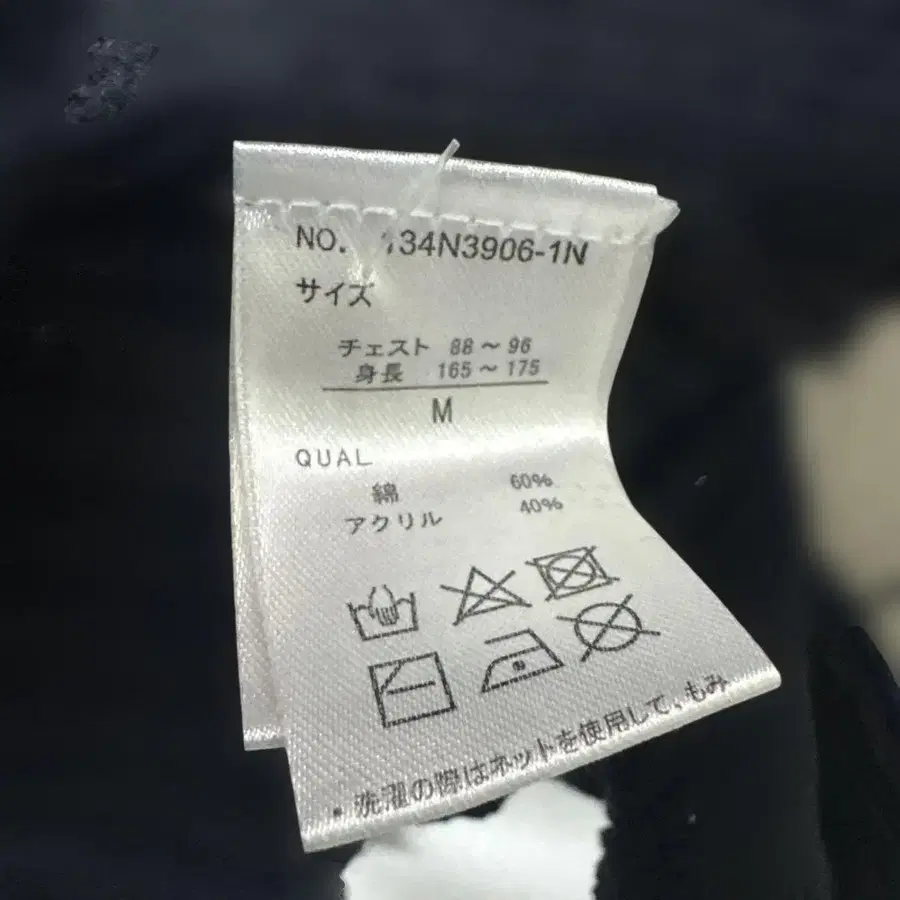 NO. 134N3906-1N
サイズ
チェスト 88～96
身長 165～175
M
QUAL
綿 60%
アクリル 40%
・洗濯の際はネットを使用して、もみ